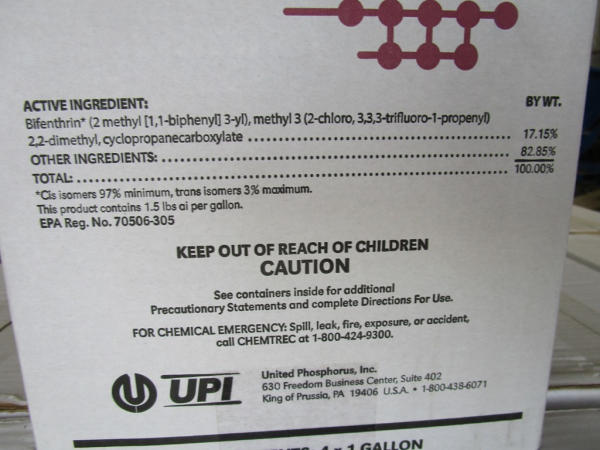 ACTIVE INGREDIENT: BY WT.
Bifenthrin* (2 methyl [1,1-biphenyl] 3-yl), methyl 3 (2-chloro, 3,3,3-trifluoro-1-propenyl)
2,2-dimethyl, cyclopropanecarboxylate 17.15%
OTHER INGREDIENTS: 82.85%
TOTAL: 100.00%
*Cis isomers 97% minimum, trans isomers 3% maximum.
This product contains 1.5 lbs ai per gallon.
EPA Reg. No. 70506-305
KEEP OUT OF REACH OF CHILDREN
CAUTION
See containers inside for additional
Precautionary Statements and complete Directions For Use.
FOR CHEMICAL EMERGENCY: Spill, leak, fire, exposure, or accident,
call CHEMTREC at 1-800-424-9300.
UPI
United Phosphorus, Inc.
630 Freedom Business Center, Suite 402
King of Prussia, PA 19406 U.S.A. • 1-800-438-6071
1 GALLON